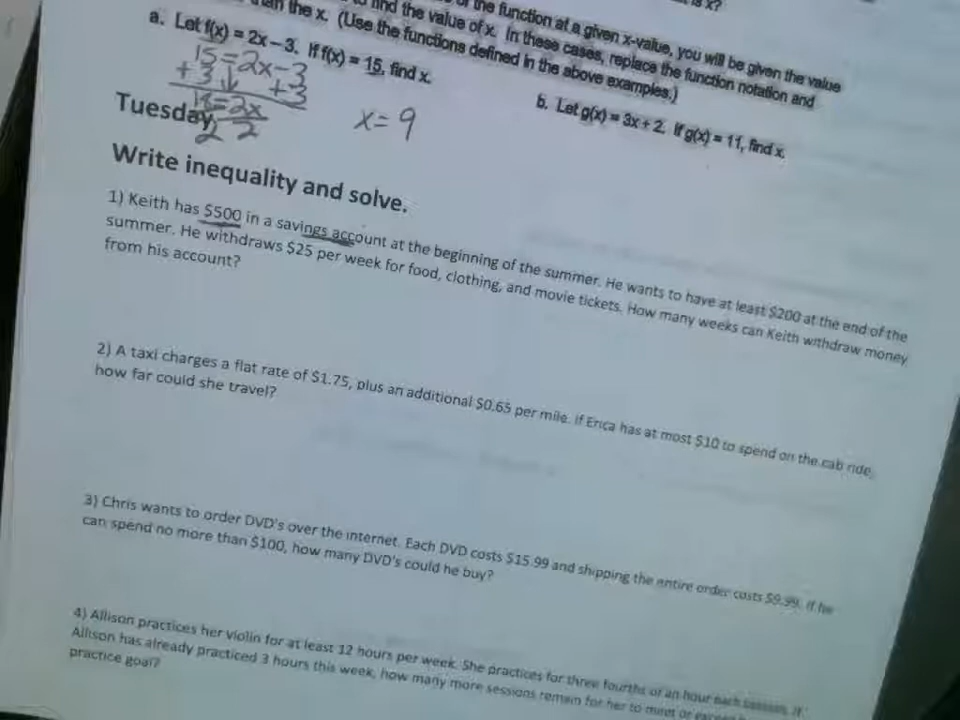 is x?
the function at a given x-value, you will be given the value
than the x. find the value of x. In these cases, replace the function notation and
(Use the functions defined in the above examples.)
a. Let f(x) = 2x – 3. If f(x) = 15, find x.
15=2x-3
+3 ↓ +3
18=2x
2 2
x=9
b. Let g(x) = 3x + 2. If g(x) = 11, find x.
Tuesday
Write inequality and solve.
1) Keith has $500 in a savings account at the beginning of the summer. He wants to have at least $200 at the end of the
summer. He withdraws $25 per week for food, clothing, and movie tickets. How many weeks can Keith withdraw money
from his account?
2) A taxi charges a flat rate of $1.75, plus an additional $0.65 per mile. If Erica has at most $10 to spend on the cab ride,
how far could she travel?
3) Chris wants to order DVD's over the internet. Each DVD costs $15.99 and shipping the entire order costs $9.99. If he
can spend no more than $100, how many DVD's could he buy?
4) Allison practices her violin for at least 12 hours per week. She practices for three fourths of an hour each session. If
Allison has already practiced 3 hours this week, how many more sessions remain for her to meet or exceed
practice goal?